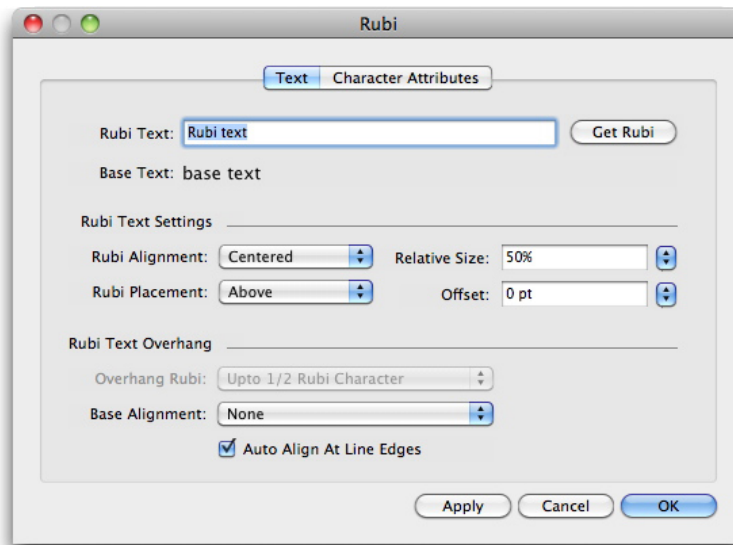 Rubi
Text Character Attributes
Rubi Text: Rubi text Get Rubi
Base Text: base text
Rubi Text Settings
Rubi Alignment: Centered Relative Size: 50%
Rubi Placement: Above Offset: 0 pt
Rubi Text Overhang
Overhang Rubi: Upto 1/2 Rubi Character
Base Alignment: None
Auto Align At Line Edges
Apply Cancel OK